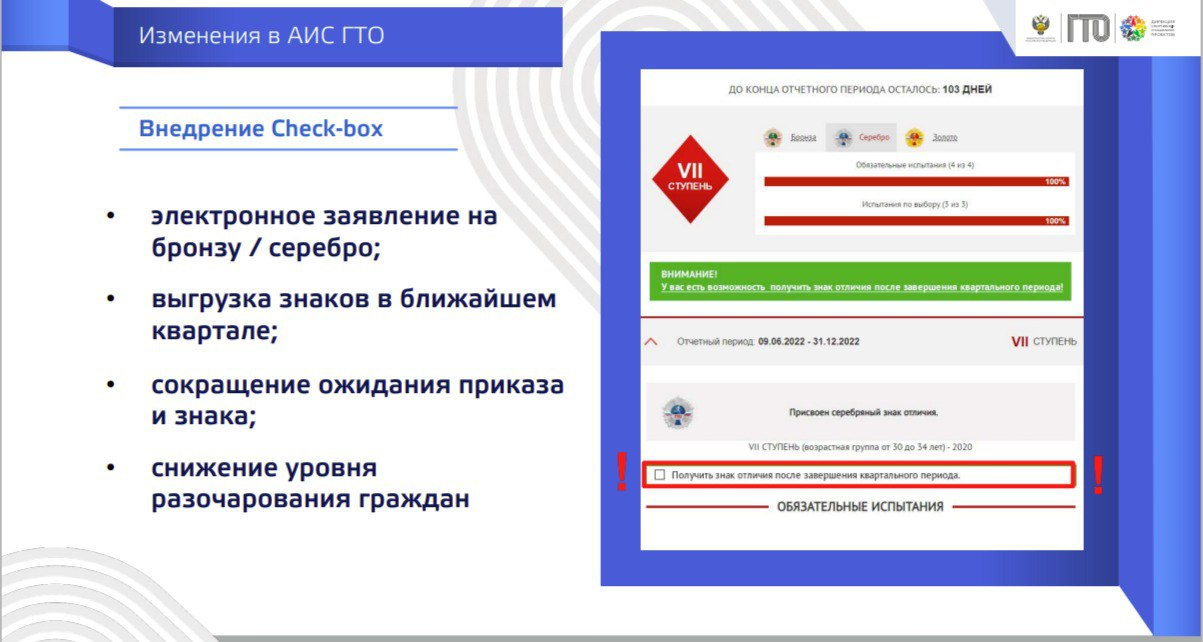 Изменения в АИС ГТО
ГТО
ДИРЕКЦИЯ
ПРОЕКТОВ
Внедрение Check-box
• электронное заявление на
бронзу / серебро;
• выгрузка знаков в ближайшем
квартале;
• сокращение ожидания приказа
и знака;
• снижение уровня
разочарования граждан
ДО КОНЦА ОТЧЕТНОГО ПЕРИОДА ОСТАЛОСЬ: 103 ДНЕЙ
VII
СТУПЕНЬ
Бронза Серебро Золото
Обязательные испытания (4 из 4)
100%
Испытания по выбору (3 из 3)
100%
ВНИМАНИЕ!
У вас есть возможность получить знак отличия после завершения квартального периода!
Отчетный период: 09.06.2022 - 31.12.2022 VII СТУПЕНЬ
Присвоен серебряный знак отличия.
VII СТУПЕНЬ (возрастная группа от 30 до 34 лет) - 2020
! Получить знак отличия после завершения квартального периода. !
ОБЯЗАТЕЛЬНЫЕ ИСПЫТАНИЯ